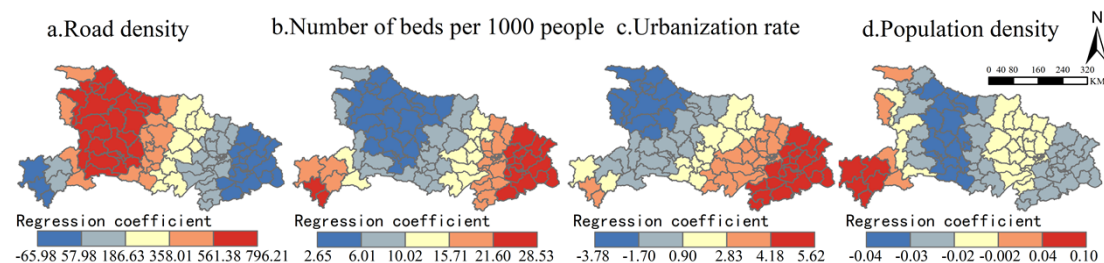 a.Road density
b.Number of beds per 1000 people
c.Urbanization rate
d.Population density
N
0 40 80 160 240 320
KM
Regression coefficient
-65.98 57.98 186.63 358.01 561.38 796.21
Regression coefficient
2.65 6.01 10.02 15.71 21.60 28.53
Regression coefficient
-3.78 -1.70 0.90 2.83 4.18 5.62
Regression coefficient
-0.04 -0.03 -0.02 -0.002 0.04 0.10